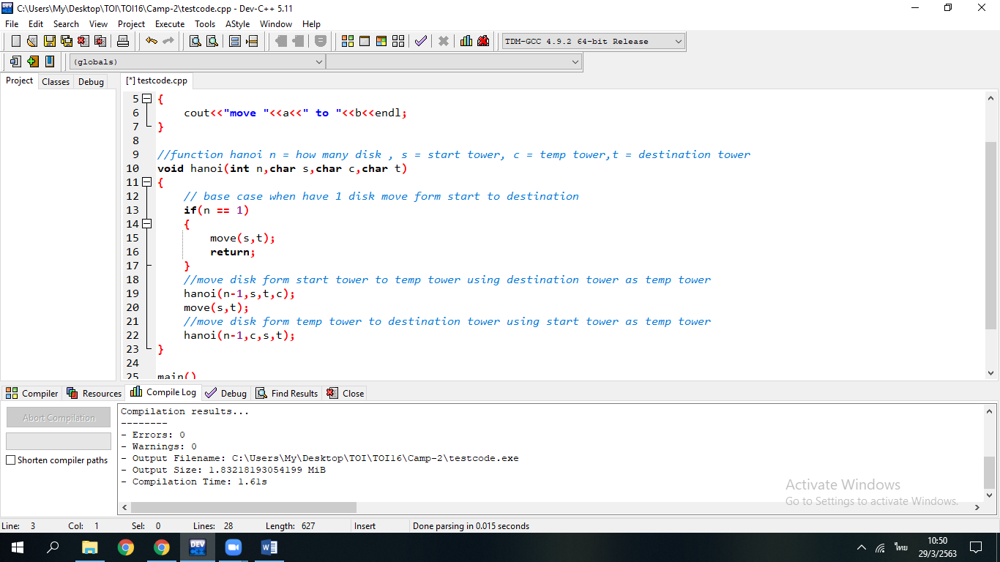 C:\Users\My\Desktop\TOI\TOI16\Camp-2\testcode.cpp - Dev-C++ 5.11
File Edit Search View Project Execute Tools AStyle Window Help
TDM-GCC 4.9.2 64-bit Release
(globals)
Project Classes Debug [*] testcode.cpp
5 {
6 cout<<"move "<<a<<" to "<<b<<endl;
7 }
8
9 //function hanoi n = how many disk , s = start tower, c = temp tower,t = destination tower
10 void hanoi(int n,char s,char c,char t)
11 {
12 // base case when have 1 disk move form start to destination
13 if(n == 1)
14 {
15 move(s,t);
16 return;
17 }
18 //move disk form start tower to temp tower using destination tower as temp tower
19 hanoi(n-1,s,t,c);
20 move(s,t);
21 //move disk form temp tower to destination tower using start tower as temp tower
22 hanoi(n-1,c,s,t);
23 }
24
25 main()
Compiler Resources Compile Log Debug Find Results Close
Abort Compilation
Shorten compiler paths
Compilation results...
--------
- Errors: 0
- Warnings: 0
- Output Filename: C:\Users\My\Desktop\TOI\TOI16\Camp-2\testcode.exe
- Output Size: 1.83218193054199 MiB
- Compilation Time: 1.61s
Activate Windows
Go to Settings to activate Windows.
Line: 3 Col: 1 Sel: 0 Lines: 28 Length: 627 Insert Done parsing in 0.015 seconds
DEV
W
ไทย
10:50
29/3/2563